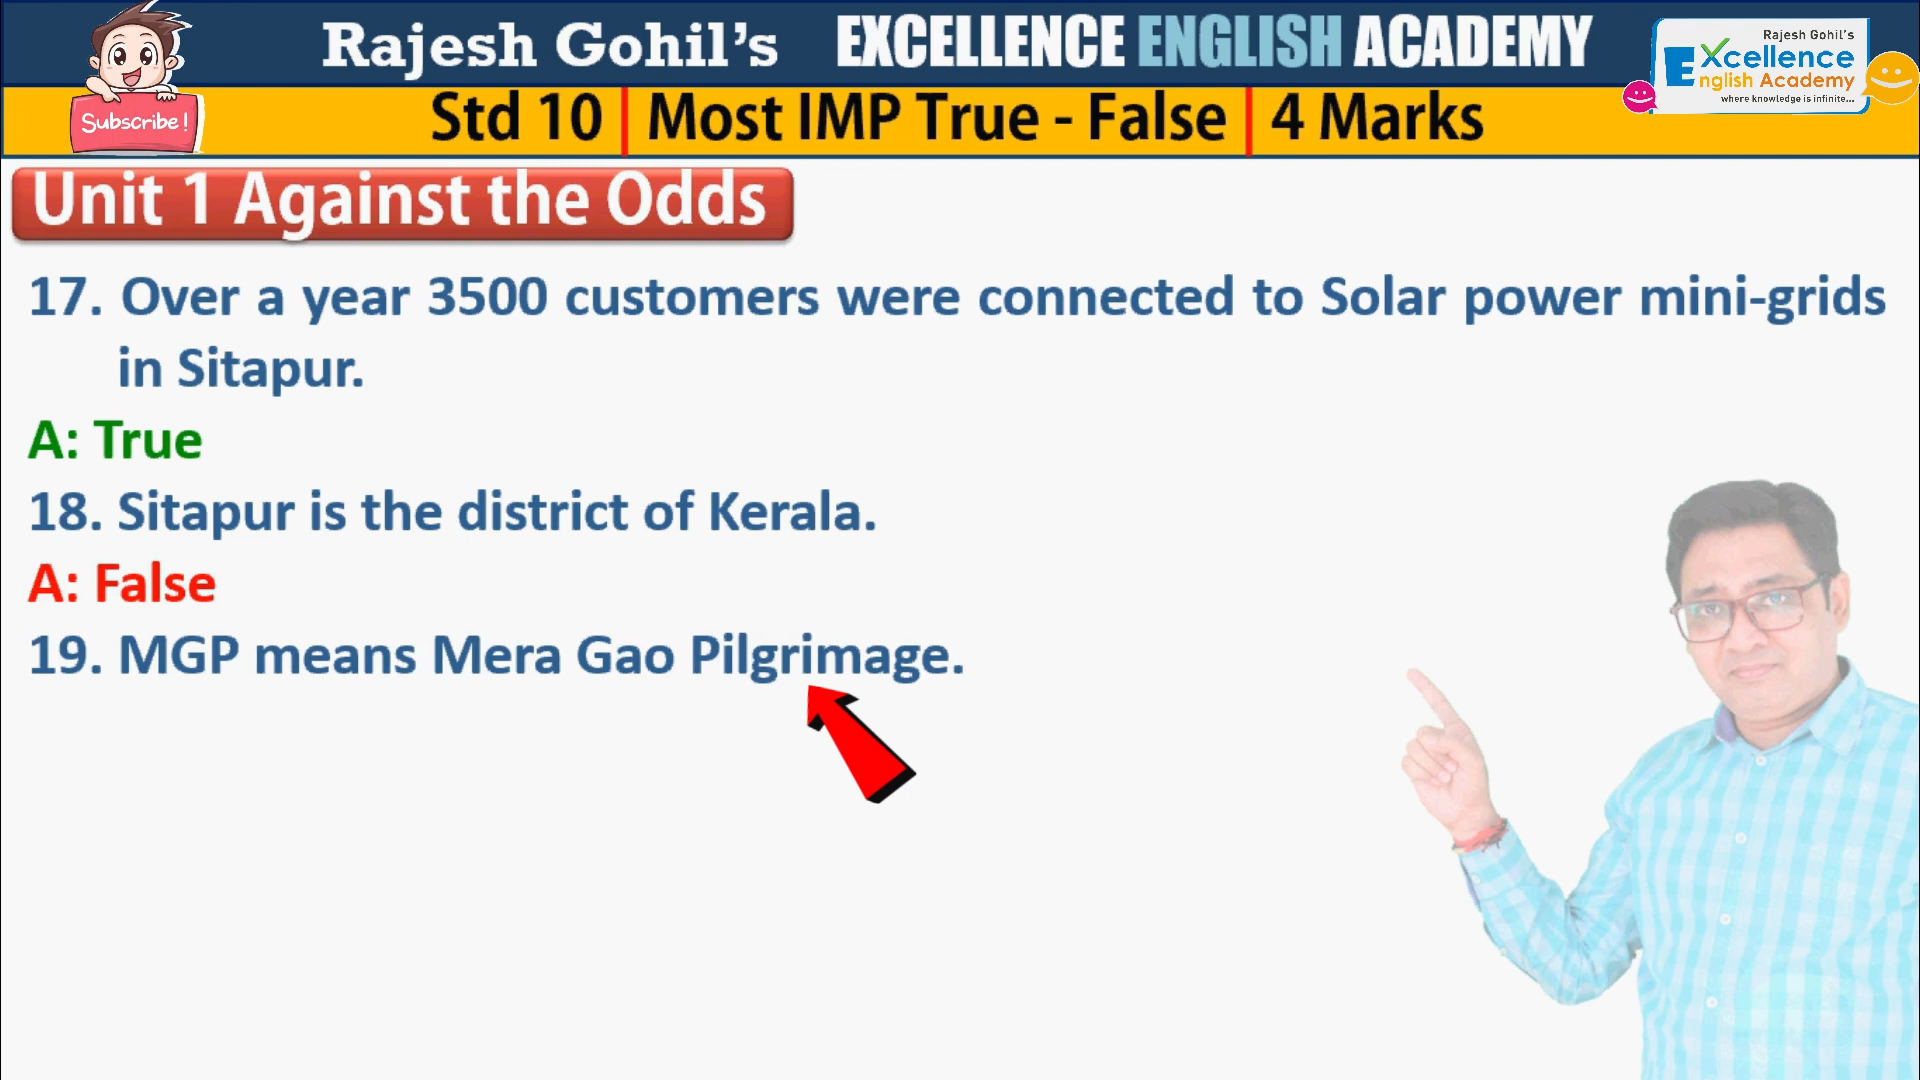 Rajesh Gohil's EXCELLENCE ENGLISH ACADEMY
Rajesh Gohil's
Excellence
English Academy
where knowledge is infinite...
Subscribe!
Std 10 | Most IMP True - False | 4 Marks
Unit 1 Against the Odds
17. Over a year 3500 customers were connected to Solar power mini-grids
in Sitapur.
A: True
18. Sitapur is the district of Kerala.
A: False
19. MGP means Mera Gao Pilgrimage.